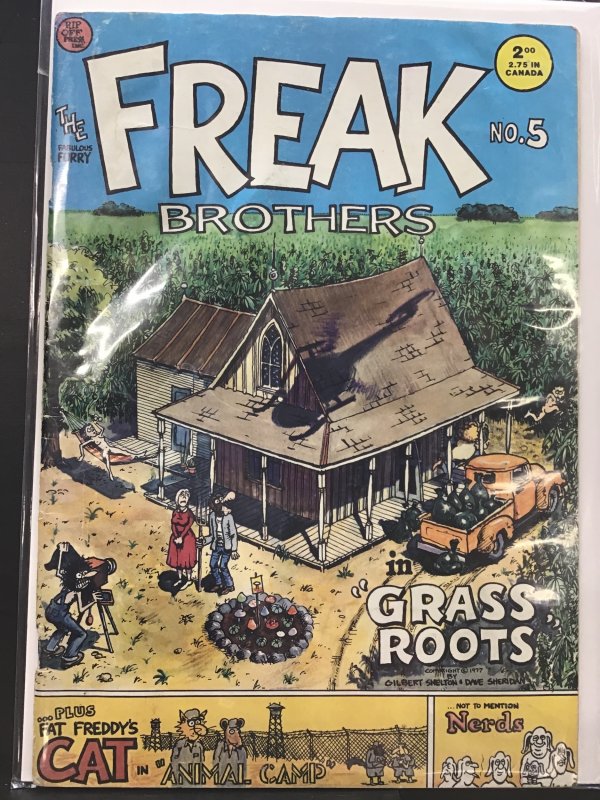 RIP
OFF
PRESS
INC.
THE
FABULOUS
FURRY
FREAK
BROTHERS
NO.5
2.00
2.75 IN
CANADA
in
"GRASS
ROOTS"
COPYRIGHT © 1977
BY
GILBERT SHELTON & DAVE SHERIDAN
...PLUS
FAT FREDDY'S
CAT
IN "ANIMAL CAMP"
...NOT TO MENTION
Nerds